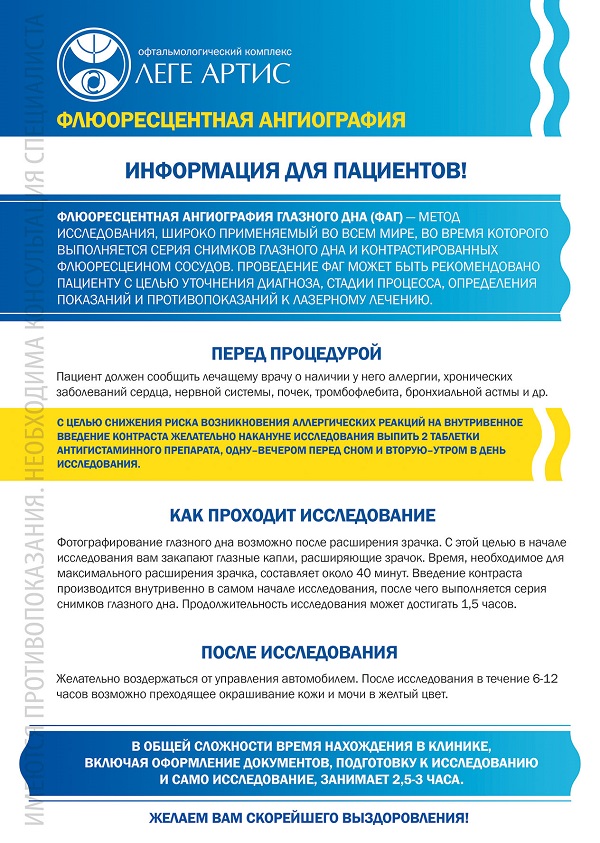 офтальмологический комплекс
ЛЕГЕ АРТИС
ФЛЮОРЕСЦЕНТНАЯ АНГИОГРАФИЯ
ИНФОРМАЦИЯ ДЛЯ ПАЦИЕНТОВ!
ФЛЮОРЕСЦЕНТНАЯ АНГИОГРАФИЯ ГЛАЗНОГО ДНА (ФАГ) — МЕТОД
ИССЛЕДОВАНИЯ, ШИРОКО ПРИМЕНЯЕМЫЙ ВО ВСЕМ МИРЕ, ВО ВРЕМЯ КОТОРОГО
ВЫПОЛНЯЕТСЯ СЕРИЯ СНИМКОВ ГЛАЗНОГО ДНА И КОНТРАСТИРОВАННЫХ
ФЛЮОРЕСЦЕИНОМ СОСУДОВ. ПРОВЕДЕНИЕ ФАГ МОЖЕТ БЫТЬ РЕКОМЕНДОВАНО
ПАЦИЕНТУ С ЦЕЛЬЮ УТОЧНЕНИЯ ДИАГНОЗА, СТАДИИ ПРОЦЕССА, ОПРЕДЕЛЕНИЯ
ПОКАЗАНИЙ И ПРОТИВОПОКАЗАНИЙ К ЛАЗЕРНОМУ ЛЕЧЕНИЮ.
ПЕРЕД ПРОЦЕДУРОЙ
Пациент должен сообщить лечащему врачу о наличии у него аллергии, хронических
заболеваний сердца, нервной системы, почек, тромбофлебита, бронхиальной астмы и др.
С ЦЕЛЬЮ СНИЖЕНИЯ РИСКА ВОЗНИКНОВЕНИЯ АЛЛЕРГИЧЕСКИХ РЕАКЦИЙ НА ВНУТРИВЕННОЕ
ВВЕДЕНИЕ КОНТРАСТА ЖЕЛАТЕЛЬНО НАКАНУНЕ ИССЛЕДОВАНИЯ ВЫПИТЬ 2 ТАБЛЕТКИ
АНТИГИСТАМИННОГО ПРЕПАРАТА, ОДНУ–ВЕЧЕРОМ ПЕРЕД СНОМ И ВТОРУЮ–УТРОМ В ДЕНЬ
ИССЛЕДОВАНИЯ.
КАК ПРОХОДИТ ИССЛЕДОВАНИЕ
Фотографирование глазного дна возможно после расширения зрачка. С этой целью в начале
исследования вам закапают глазные капли, расширяющие зрачок. Время, необходимое для
максимального расширения зрачка, составляет около 40 минут. Введение контраста
производится внутривенно в самом начале исследования, после чего выполняется серия
снимков глазного дна. Продолжительность исследования может достигать 1,5 часов.
ПОСЛЕ ИССЛЕДОВАНИЯ
Желательно воздержаться от управления автомобилем. После исследования в течение 6-12
часов возможно преходящее окрашивание кожи и мочи в желтый цвет.
В ОБЩЕЙ СЛОЖНОСТИ ВРЕМЯ НАХОЖДЕНИЯ В КЛИНИКЕ,
ВКЛЮЧАЯ ОФОРМЛЕНИЕ ДОКУМЕНТОВ, ПОДГОТОВКУ К ИССЛЕДОВАНИЮ
И САМО ИССЛЕДОВАНИЕ, ЗАНИМАЕТ 2,5-3 ЧАСА.
ЖЕЛАЕМ ВАМ СКОРЕЙШЕГО ВЫЗДОРОВЛЕНИЯ!
ИМЕЮТСЯ ПРОТИВОПОКАЗАНИЯ. НЕОБХОДИМА КОНСУЛЬТАЦИЯ СПЕЦИАЛИСТА